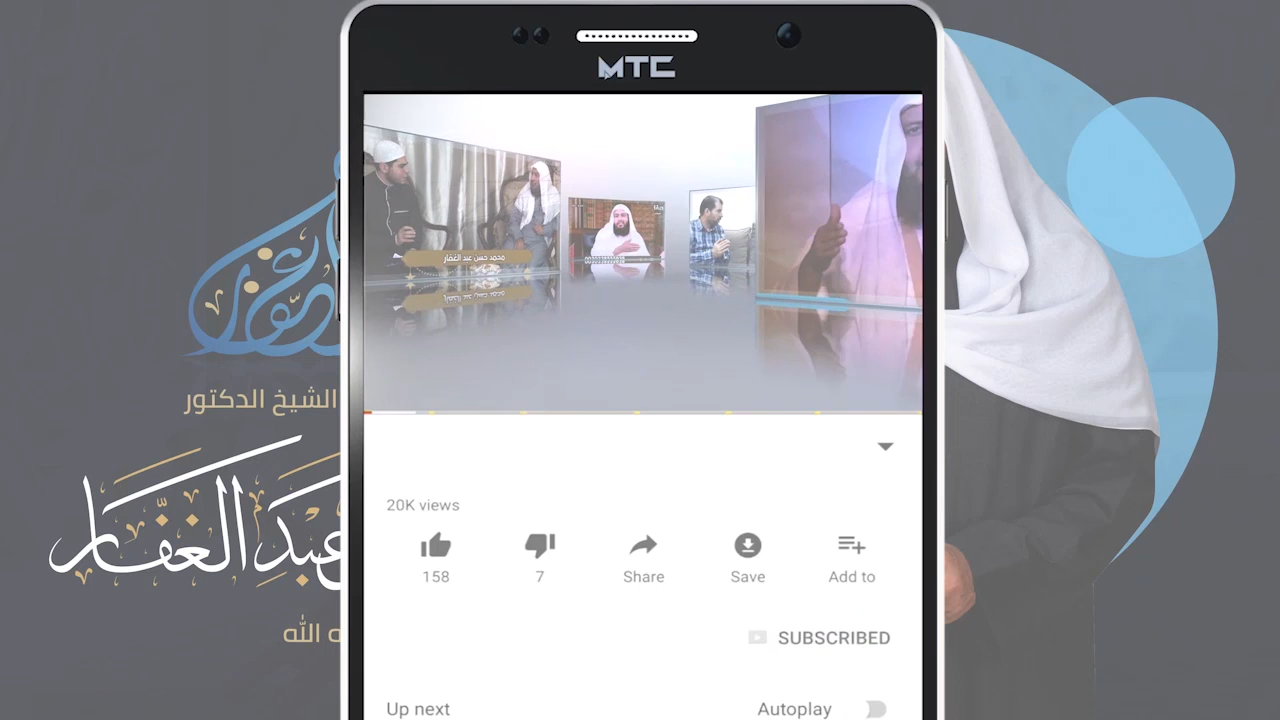 MTC
محمد حسن عبد الغفار
الشيخ الدكتور
عبد الغفار
ه الله
20K views
158
7
Share
Save
Add to
SUBSCRIBED
Up next
Autoplay